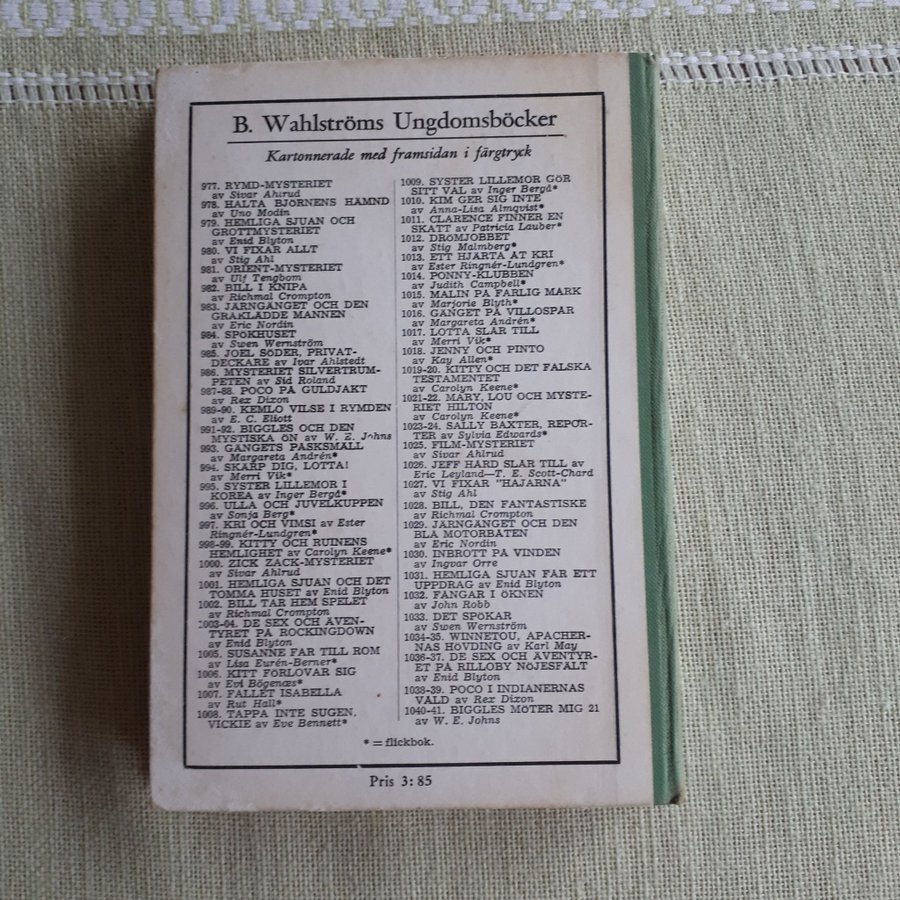 B. Wahlströms Ungdomsböcker
Kartonnerade med framsidan i färgtryck
977. RYMD-MYSTERIET
av Sivar Ahlrud
978. HALTA BJÖRNENS HÄMND
av Uno Modin
979. HEMLIGA SJUAN OCH
GROTTMYSTERIET
av Enid Blyton
980. VI FIXAR ALLT
av Stig Ahl
981. ORIENT-MYSTERIET
av Ulf Tengbom
982. BILL I KNIPA
av Richmal Crompton
983. JÄRNGÄNGET OCH DEN
GRÅKLÄDDE MANNEN
av Eric Nordin
984. SPÖKHUSET
av Swen Wernström
985. JOEL SÖDER, PRIVAT-
DECKARE av Ivar Ahlstedt
986. MYSTERIET SILVERTRUM-
PETEN av Sid Roland
987-88. POCO PÅ GULDJAKT
av Rex Dixon
989-90. KEMLO VILSE I RYMDEN
av E. C. Eliott
991-92. BIGGLES OCH DEN
MYSTISKA ÖN av W. E. Johns
993. GÄNGETS PÅSKSMÄLL
av Margareta Andrén*
994. SKÄRP DIG, LOTTA!
av Merri Vik*
995. SYSTER LILLEMOR I
KOREA av Inger Bergå*
996. ULLA OCH JUVELKUPPEN
av Sonja Berg*
997. KRI OCH VIMSI av Ester
Ringnér-Lundgren*
998-99. KITTY OCH RUINENS
HEMLIGHET av Carolyn Keene*
1000. ZICK ZACK-MYSTERIET
av Sivar Ahlrud
1001. HEMLIGA SJUAN OCH DET
TOMMA HUSET av Enid Blyton
1002. BILL TAR HEM SPELET
av Richmal Crompton
1003-04. DE SEX OCH ÄVEN-
TYRET PÅ ROCKINGDOWN
av Enid Blyton
1005. SUSANNE FAR TILL ROM
av Lisa Eurén-Berner*
1006. KITT FÖRLOVAR SIG
av Evi Bögenæs*
1007. FALLET ISABELLA
av Rut Hall*
1008. TAPPA INTE SUGEN,
VICKIE av Eve Bennett*
1009. SYSTER LILLEMOR GÖR
SITT VAL av Inger Bergå*
1010. KIM GER SIG INTE
av Anna-Lisa Almqvist*
1011. CLARENCE FINNER EN
SKATT av Patricia Lauber*
1012. DRÖMJOBBET
av Stig Malmberg*
1013. ETT HJÄRTA ÅT KRI
av Ester Ringnér-Lundgren*
1014. PONNY-KLUBBEN
av Judith Campbell*
1015. MALIN PÅ FARLIG MARK
av Marjorie Blyth*
1016. GÄNGET PÅ VILLOSPÅR
av Margareta Andrén*
1017. LOTTA SLÅR TILL
av Merri Vik*
1018. JENNY OCH PINTO
av Kay Allen*
1019-20. KITTY OCH DET FALSKA
TESTAMENTET
av Carolyn Keene*
1021-22. MARY, LOU OCH MYSTE-
RIET HILTON
av Carolyn Keene*
1023-24. SALLY BAXTER, REPOR-
TER av Sylvia Edwards*
1025. FILM-MYSTERIET
av Sivar Ahlrud
1026. JEFF HARD SLÅR TILL av
Eric Leyland—T. E. Scott-Chard
1027. VI FIXAR "HAJARNA"
av Stig Ahl
1028. BILL, DEN FANTASTISKE
av Richmal Crompton
1029. JÄRNGÄNGET OCH DEN
BLÅ MOTORBÅTEN
av Eric Nordin
1030. INBROTT PÅ VINDEN
av Ingvar Orre
1031. HEMLIGA SJUAN FÅR ETT
UPPDRAG av Enid Blyton
1032. FÅNGAR I ÖKNEN
av John Robb
1033. DET SPÖKAR
av Swen Wernström
1034-35. WINNETOU, APACHER-
NAS HÖVDING av Karl May
1036-37. DE SEX OCH ÄVENTYR-
ET PÅ RILLOBY NÖJESFÄLT
av Enid Blyton
1038-39. POCO I INDIANERNAS
VÅLD av Rex Dixon
1040-41. BIGGLES MÖTER MIG 21
av W. E. Johns
* = flickbok.
Pris 3:85